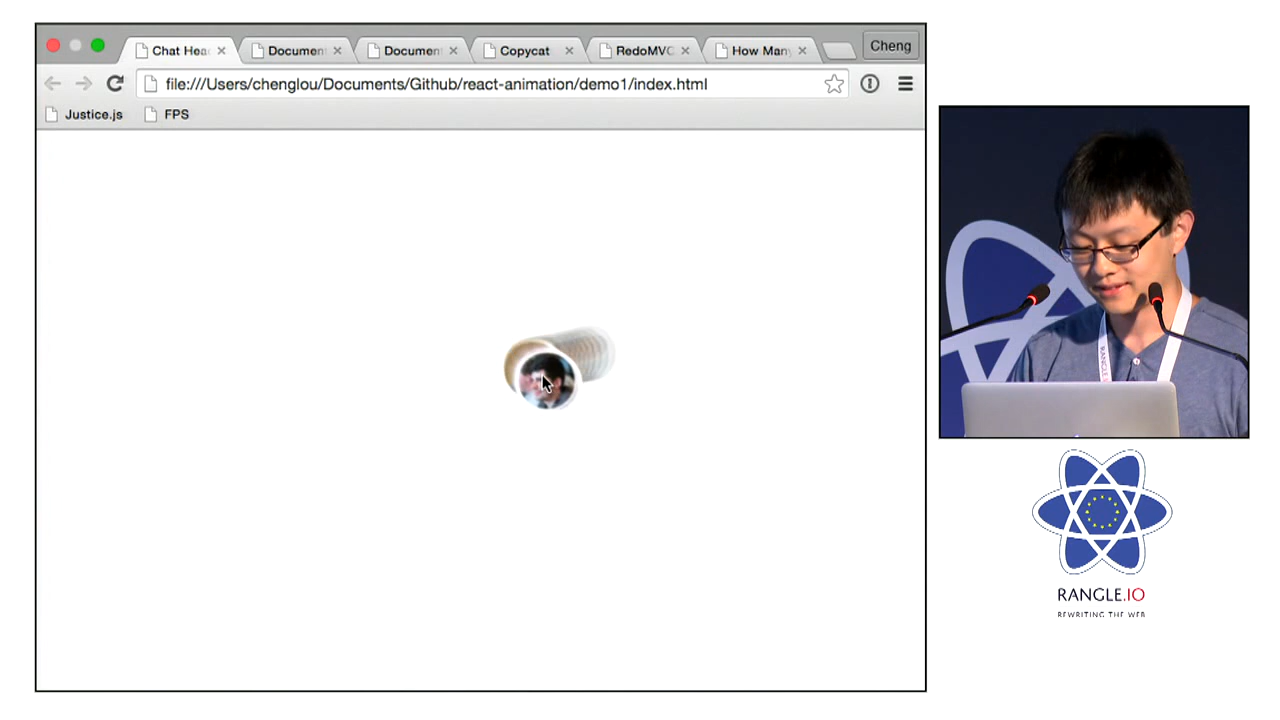 Chat Hea
Documen
Documen
Copycat
RedoMVC
How Many
Cheng
file:///Users/chenglou/Documents/Github/react-animation/demo1/index.html
Justice.js
FPS
RANGLE.IO
REWRITING THE WEB